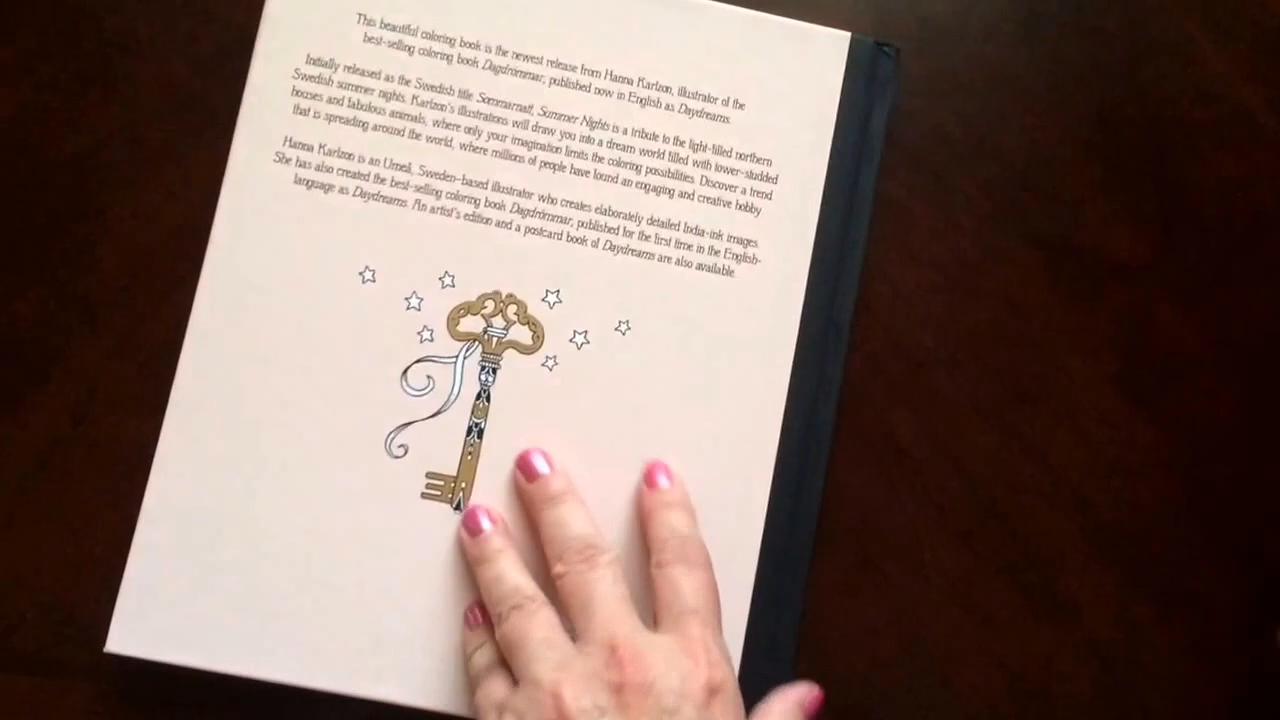 This beautiful coloring book is the newest release from Hanna Karlzon, illustrator of the
best-selling coloring book Dagdrömmar, published now in English as Daydreams.
Initially released as the Swedish title Sommarnatt, Summer Nights is a tribute to the light-filled northern
Swedish summer nights. Karlzon's illustrations will draw you into a dream world filled with tower-studded
houses and fabulous animals, where only your imagination limits the coloring possibilities. Discover a trend
that is spreading around the world, where millions of people have found an engaging and creative hobby
Hanna Karlzon is an Umeå, Sweden-based illustrator who creates elaborately detailed India-ink images.
She has also created the best-selling coloring book Dagdrömmar, published for the first time in the English-
language as Daydreams. An artist's edition and a postcard book of Daydreams are also available.